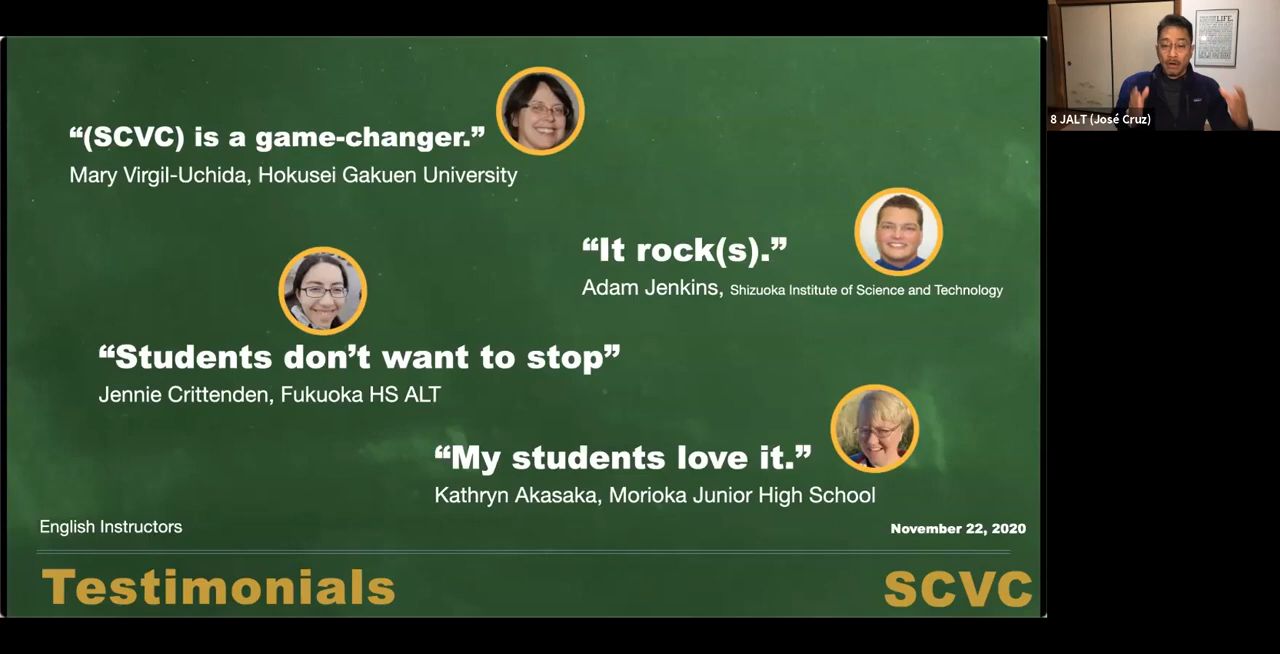 “(SCVC) is a game-changer.”
Mary Virgil-Uchida, Hokusei Gakuen University
“It rock(s).”
Adam Jenkins, Shizuoka Institute of Science and Technology
“Students don’t want to stop”
Jennie Crittenden, Fukuoka HS ALT
“My students love it.”
Kathryn Akasaka, Morioka Junior High School
English Instructors
November 22, 2020
Testimonials
SCVC
LIFE.
8 JALT (José Cruz)